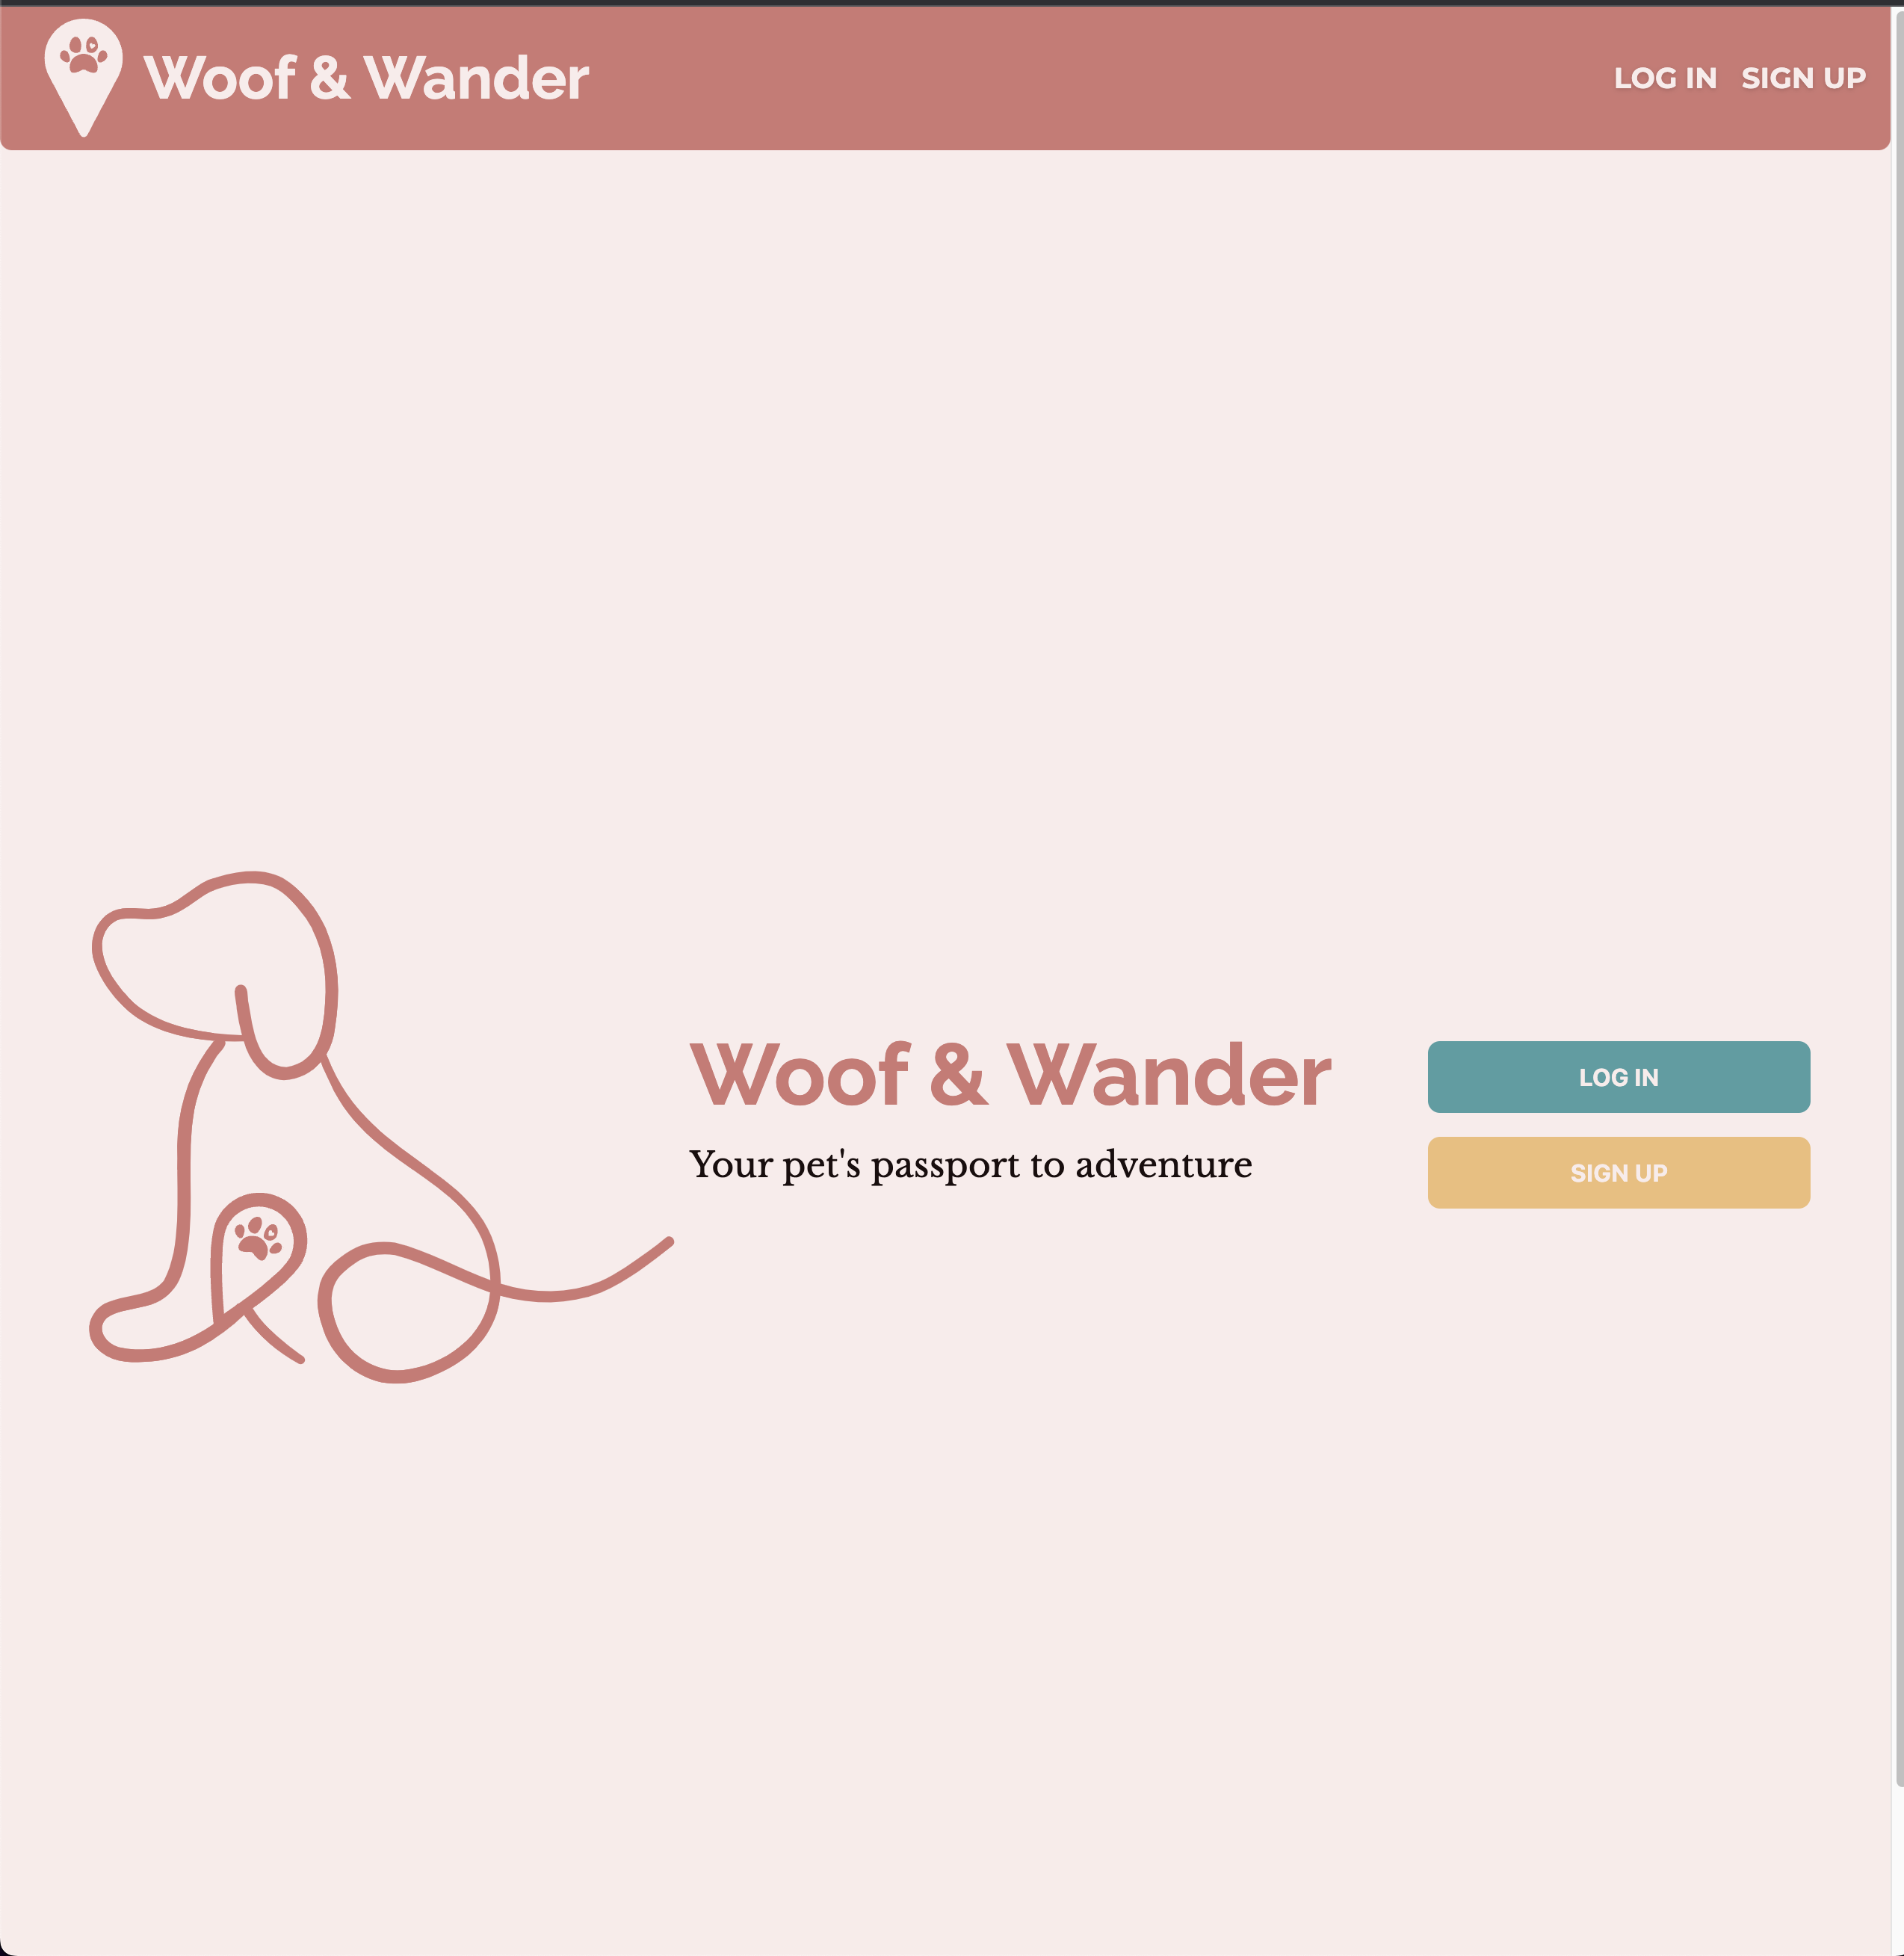 Woof & Wander
LOG IN SIGN UP
Woof & Wander
Your pet's passport to adventure
LOG IN
SIGN UP